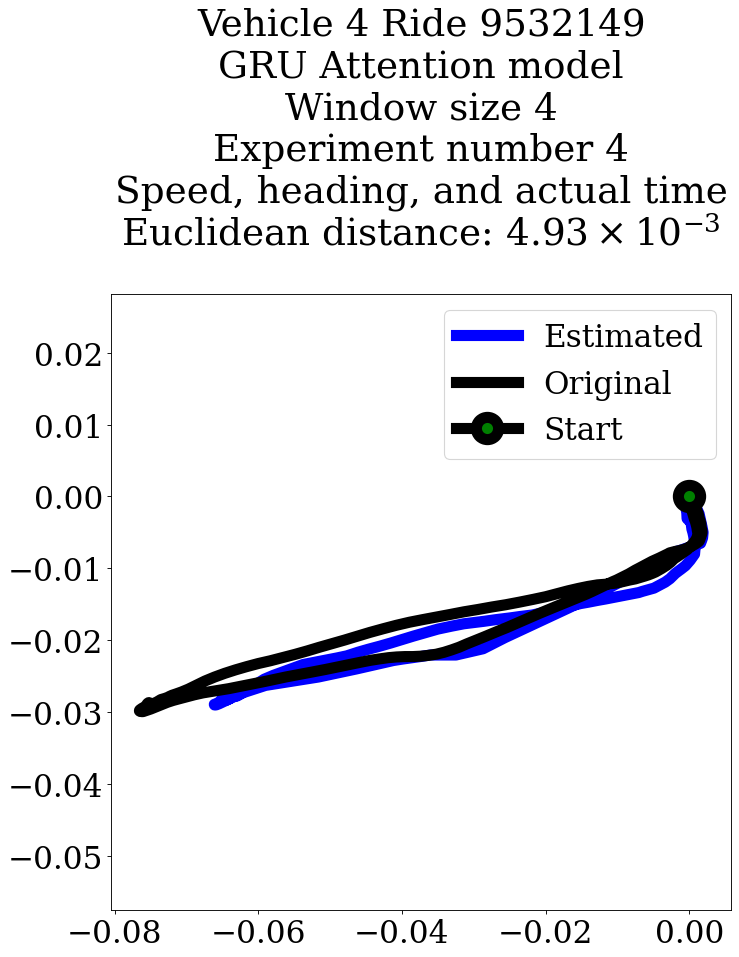 Vehicle 4 Ride 9532149
GRU Attention model
Window size 4
Experiment number 4
Speed, heading, and actual time
Euclidean distance: 4.93 × 10⁻³
Estimated
Original
Start
0.02
0.01
0.00
−0.01
−0.02
−0.03
−0.04
−0.05
−0.08 −0.06 −0.04 −0.02 0.00